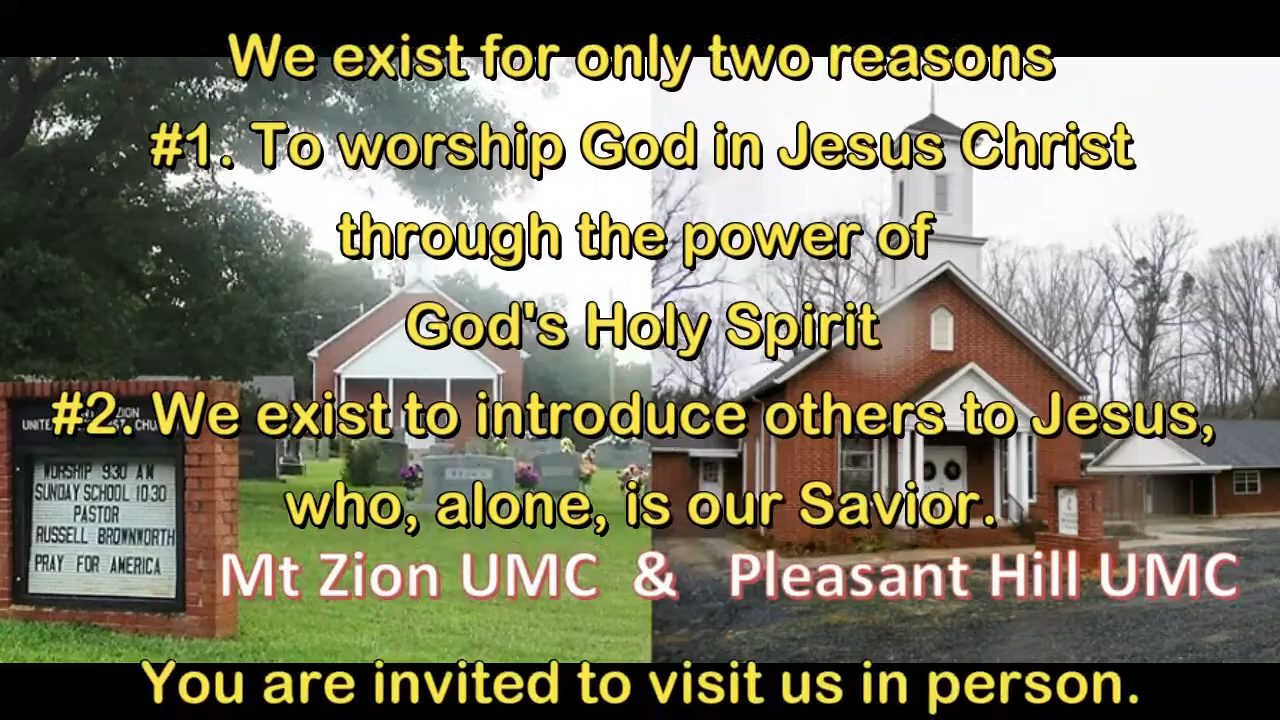 We exist for only two reasons
#1. To worship God in Jesus Christ
through the power of
God's Holy Spirit
#2. We exist to introduce others to Jesus,
who, alone, is our Savior.
Mt Zion UMC & Pleasant Hill UMC
You are invited to visit us in person.
ZION
WORSHIP 9:30 AM
SUNDAY SCHOOL 10:30
PASTOR
RUSSELL BROWNWORTH
PRAY FOR AMERICA